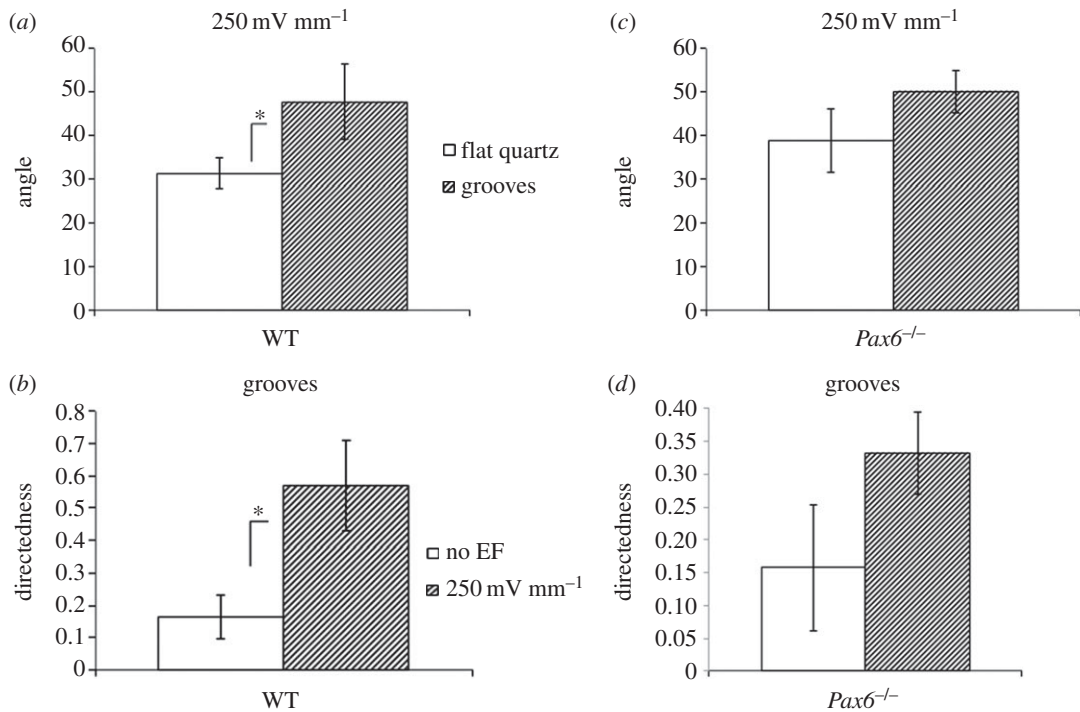 (a)
250 mV mm–1
60
50
40
30
20
10
0
angle
*
WT
flat quartz
grooves
(c)
250 mV mm–1
60
50
40
30
20
10
0
angle
Pax6–/–
(b)
grooves
0.8
0.7
0.6
0.5
0.4
0.3
0.2
0.1
0
directedness
*
WT
no EF
250 mV mm–1
(d)
grooves
0.40
0.35
0.30
0.25
0.20
0.15
0.10
0.05
0
directedness
Pax6–/–